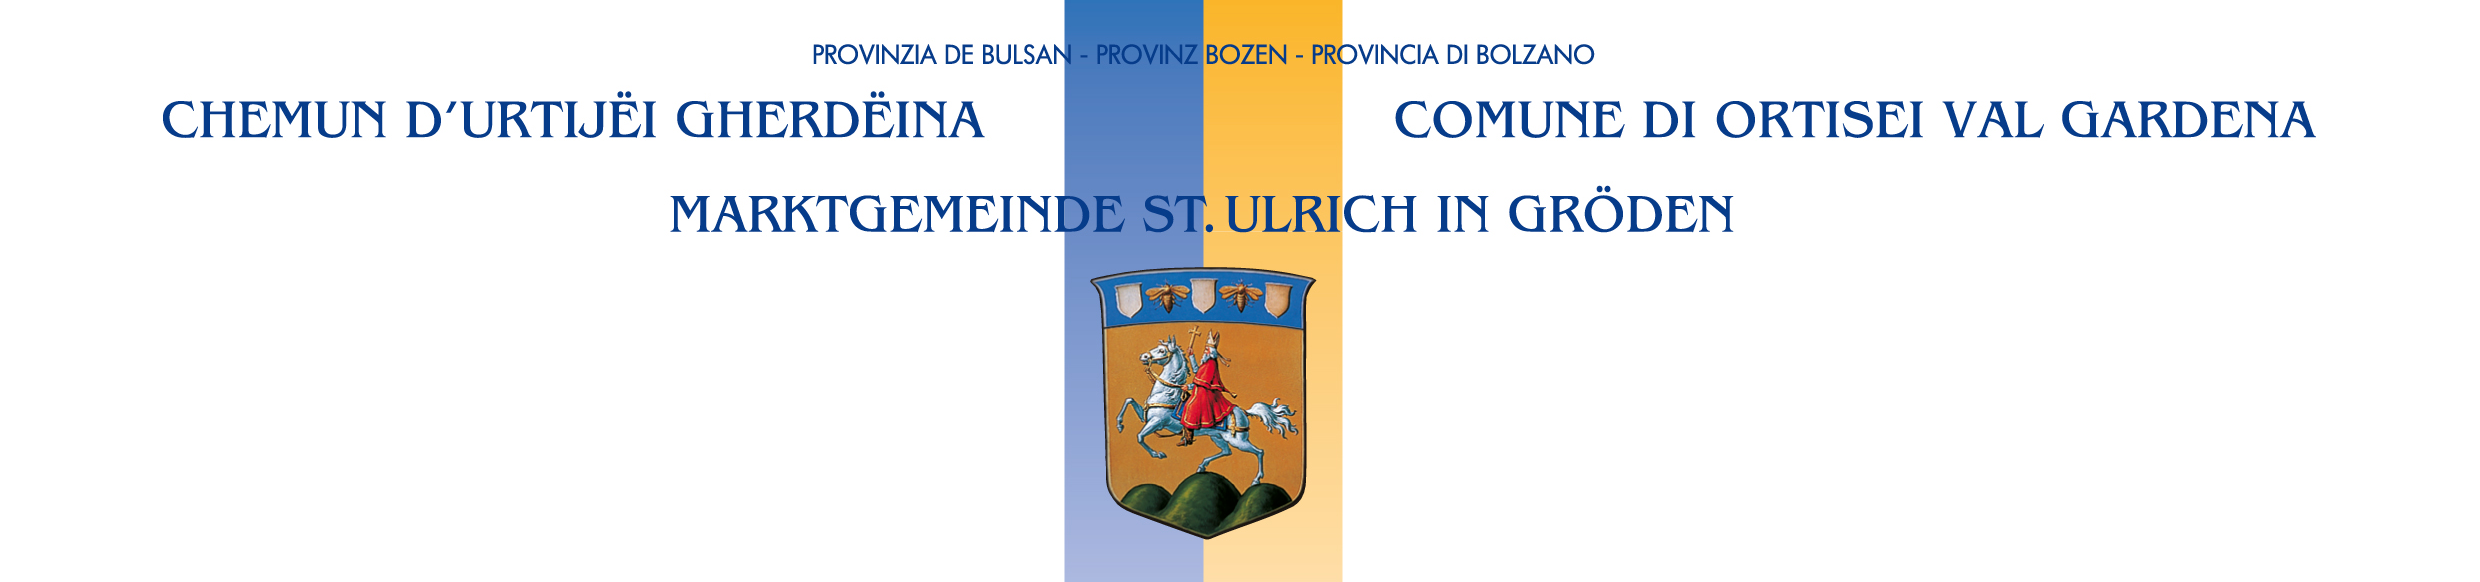 PROVINZIA DE BULSAN - PROVINZ BOZEN - PROVINCIA DI BOLZANO
CHEMUN D'URTIJËI GHERDËINA
COMUNE DI ORTISEI VAL GARDENA
MARKTGEMEINDE ST. ULRICH IN GRÖDEN